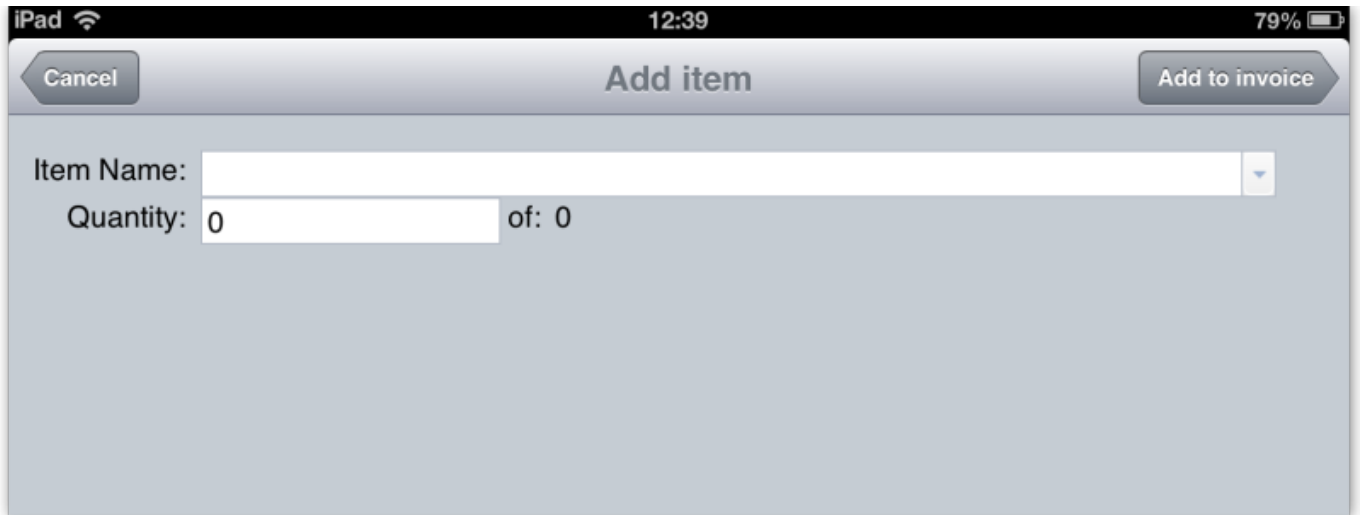 iPad 12:39 79%
Cancel Add item Add to invoice
Item Name:
Quantity: 0 of: 0